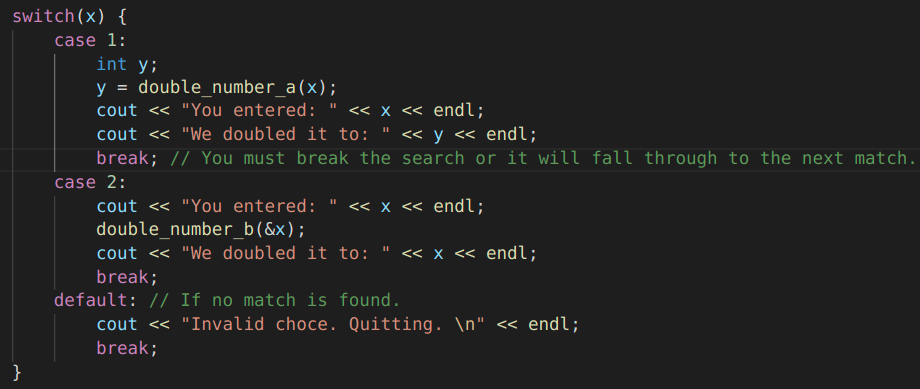 switch(x) {
    case 1:
        int y;
        y = double_number_a(x);
        cout << "You entered: " << x << endl;
        cout << "We doubled it to: " << y << endl;
        break; // You must break the search or it will fall through to the next match.
    case 2:
        cout << "You entered: " << x << endl;
        double_number_b(&x);
        cout << "We doubled it to: " << x << endl;
        break;
    default: // If no match is found.
        cout << "Invalid choce. Quitting. \n" << endl;
        break;
}